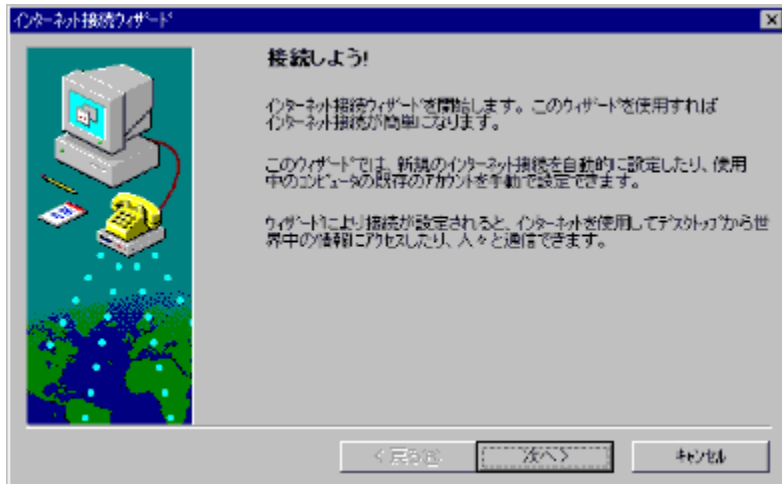 インターネット接続ウィザード
接続しよう!
インターネット接続ウィザードを開始します。このウィザードを使用すれば
インターネット接続が簡単になります。
このウィザードでは、新規のインターネット接続を自動的に設定したり、使用
中のコンピュータの既存のアカウントを手動で設定できます。
ウィザードにより接続が設定されると、インターネットを使用してデスクトップから世
界中の情報にアクセスしたり、人々と通信できます。
< 戻る(B)
次へ >
キャンセル